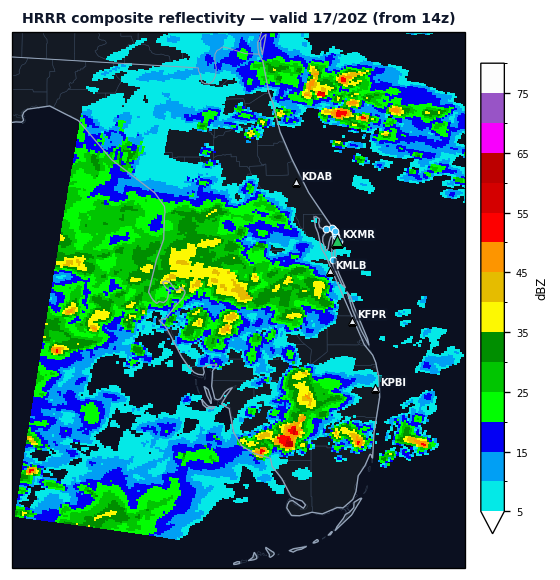 HRRR composite reflectivity — valid 17/20Z (from 14z)
KDAB
KXMR
KMLB
KFPR
KPBI
75
65
55
45
35
25
15
5
dBZ